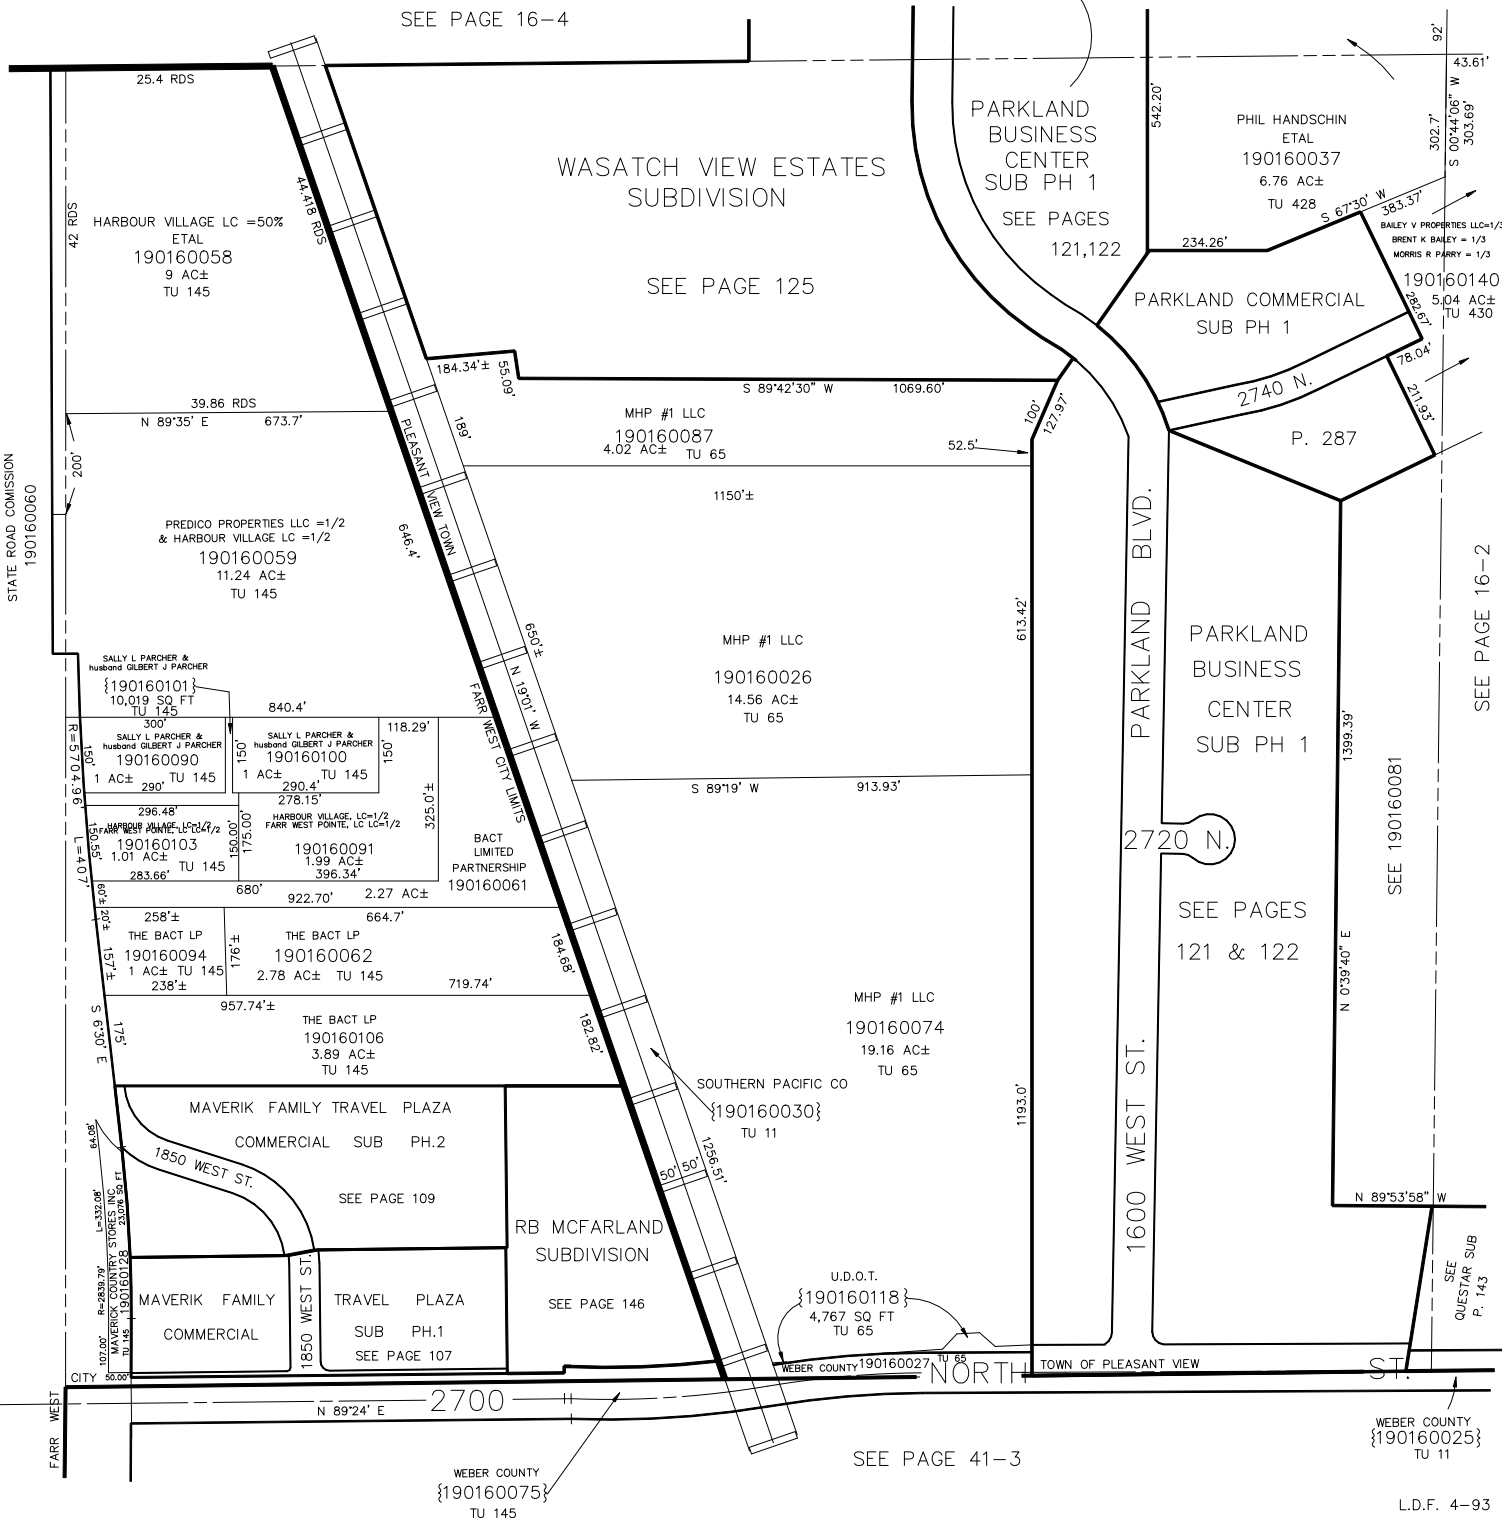 SEE PAGE 16-4
25.4 RDS
42 RDS
44.418 RDS
HARBOUR VILLAGE LC =50%
ETAL
190160058
9 AC±
TU 145
WASATCH VIEW ESTATES
SUBDIVISION
SEE PAGE 125
PARKLAND
BUSINESS
CENTER
SUB PH 1
SEE PAGES
121,122
542.20'
PHIL HANDSCHIN
ETAL
190160037
6.76 AC±
TU 428
92'
43.61'
302.7'
S 00°44'06" W
303.69'
S 67°30' W
383.37'
234.26'
BAILEY V PROPERTIES LLC=1/3
BRENT K BAILEY = 1/3
MORRIS R PARRY = 1/3
190160140
5.04 AC±
TU 430
PARKLAND COMMERCIAL
SUB PH 1
282.67'
78.04'
211.93'
2740 N.
P. 287
184.34'±
55.09'
S 89°42'30" W
1069.60'
100'
127.97'
52.5'
39.86 RDS
N 89°35' E
673.7'
200'
189'
MHP #1 LLC
190160087
4.02 AC± TU 65
1150'±
PLEASANT VIEW TOWN
646.4'
STATE ROAD COMISSION
190160060
PREDICO PROPERTIES LLC =1/2
& HARBOUR VILLAGE LC =1/2
190160059
11.24 AC±
TU 145
650'±
N 19°01' W
FARR WEST CITY LIMITS
613.42'
MHP #1 LLC
190160026
14.56 AC±
TU 65
S 89°19' W
913.93'
PARKLAND BLVD.
PARKLAND
BUSINESS
CENTER
SUB PH 1
2720 N.
SEE PAGES
121 & 122
1399.39'
N 0°39'40" E
SEE 190160081
SEE PAGE 16-2
SALLY L PARCHER &
husband GILBERT J PARCHER
{190160101}
10,019 SQ FT
TU 145
840.4'
300'
118.29'
R=5704.96'
L=407'
150'
SALLY L PARCHER &
husband GILBERT J PARCHER
190160090
1 AC± TU 145
290'
150'
SALLY L PARCHER &
husband GILBERT J PARCHER
190160100
1 AC± TU 145
290.4'
150'
278.15'
325.0'±
296.48'
HARBOUR VILLAGE, LC=1/2
FARR WEST POINTE, LC LC=1/2
190160103
1.01 AC±
TU 145
283.66'
150.55'
150.00'
175.00'
HARBOUR VILLAGE, LC=1/2
FARR WEST POINTE, LC LC=1/2
190160091
1.99 AC±
396.34'
BACT
LIMITED
PARTNERSHIP
190160061
2.27 AC±
680'
922.70'
60'±
20'±
157'±
258'±
THE BACT LP
190160094
1 AC± TU 145
238'±
176'±
664.7'
THE BACT LP
190160062
2.78 AC± TU 145
719.74'
184.68'
957.74'±
S 6°30' E
175'
THE BACT LP
190160106
3.89 AC±
TU 145
182.82'
MHP #1 LLC
190160074
19.16 AC±
TU 65
1193.0'
SOUTHERN PACIFIC CO
{190160030}
TU 11
1256.51'
50' 50'
1600 WEST ST.
MAVERIK FAMILY TRAVEL PLAZA
COMMERCIAL SUB PH.2
SEE PAGE 109
1850 WEST ST.
64.08'
L=332.08'
R=2839.79'
107.00'
MAVERICK COUNTRY STORES INC
23,076 SQ FT
TU 145 190160128
50.00'
MAVERIK FAMILY
COMMERCIAL
1850 WEST ST.
TRAVEL PLAZA
SUB PH.1
SEE PAGE 107
RB MCFARLAND
SUBDIVISION
SEE PAGE 146
U.D.O.T.
{190160118}
4,767 SQ FT
TU 65
WEBER COUNTY 190160027 TU 65
N 89°53'58" W
SEE
QUESTAR SUB
P. 143
TOWN OF PLEASANT VIEW
FARR WEST CITY
2700 NORTH ST.
N 89°24' E
WEBER COUNTY
{190160025}
TU 11
SEE PAGE 41-3
WEBER COUNTY
{190160075}
TU 145
L.D.F. 4-93